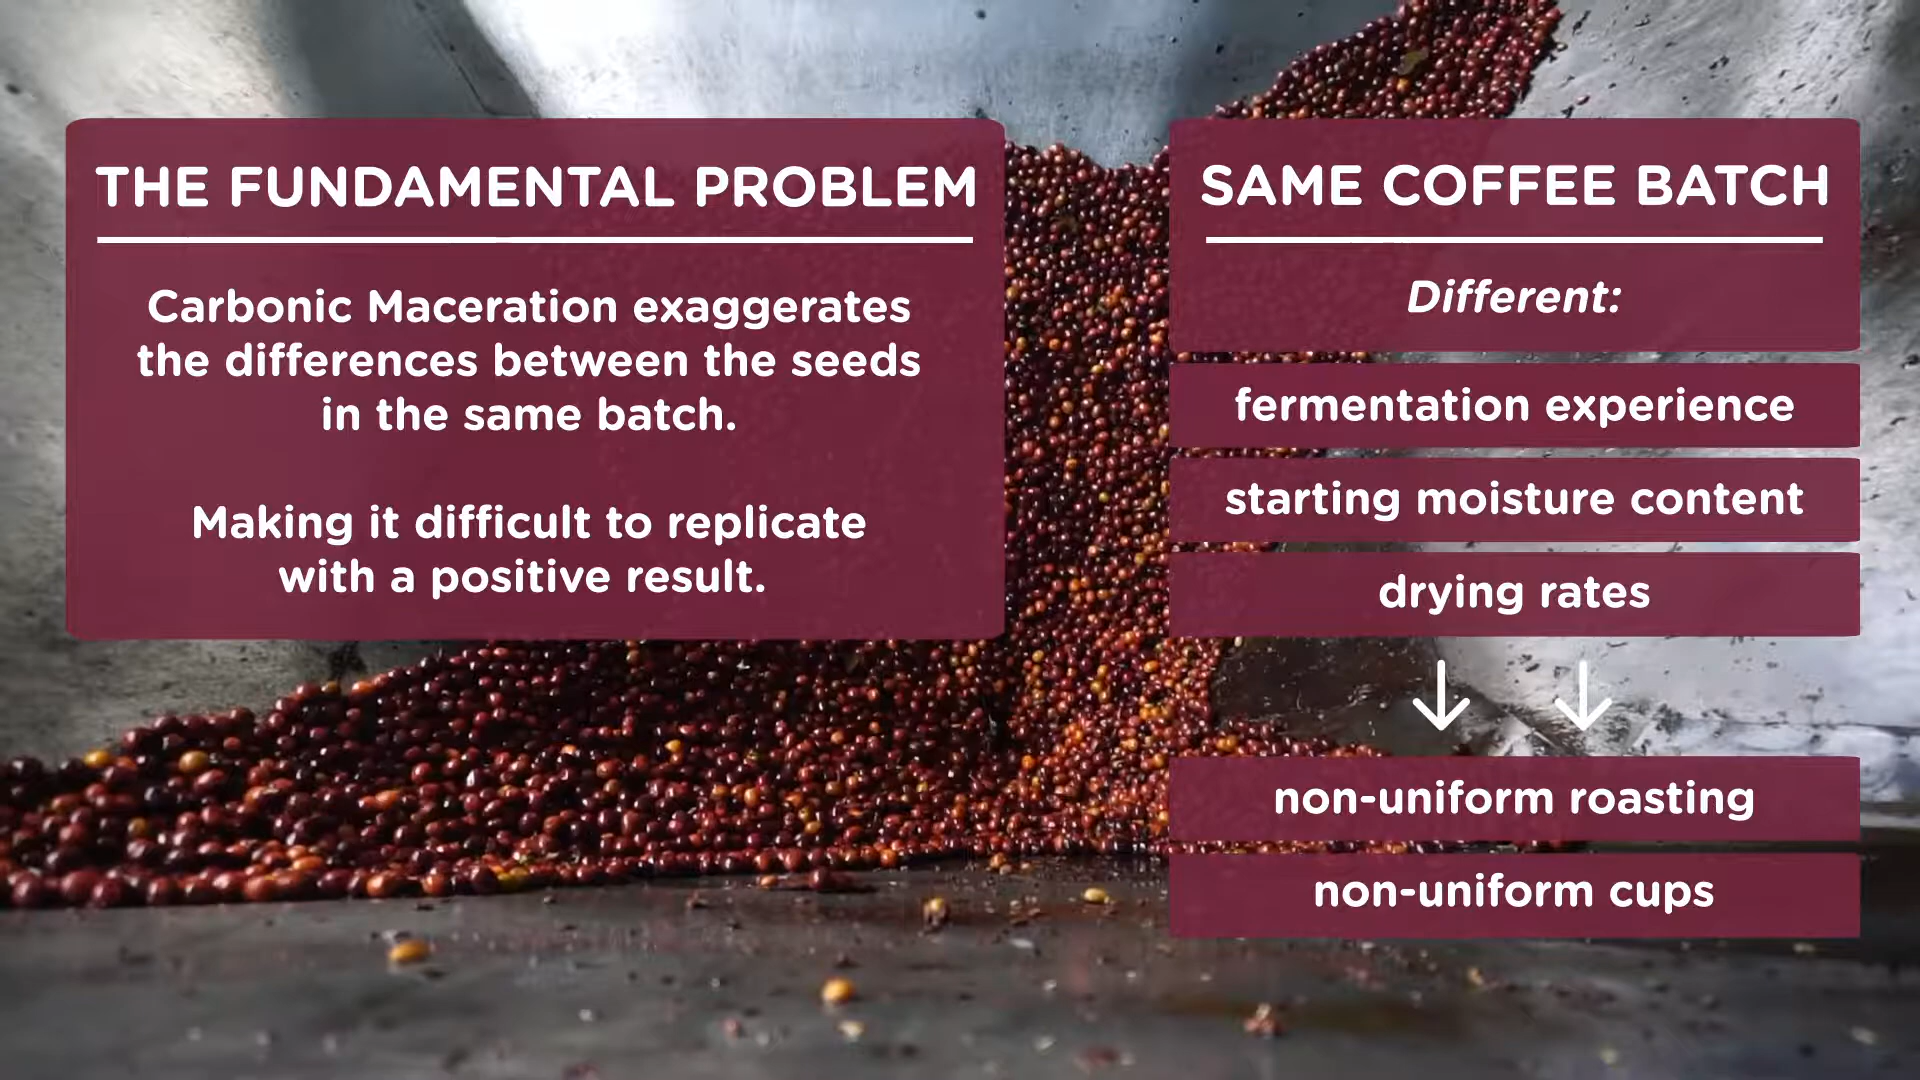 THE FUNDAMENTAL PROBLEM
Carbonic Maceration exaggerates
the differences between the seeds
in the same batch.
Making it difficult to replicate
with a positive result.
SAME COFFEE BATCH
Different:
fermentation experience
starting moisture content
drying rates
non-uniform roasting
non-uniform cups